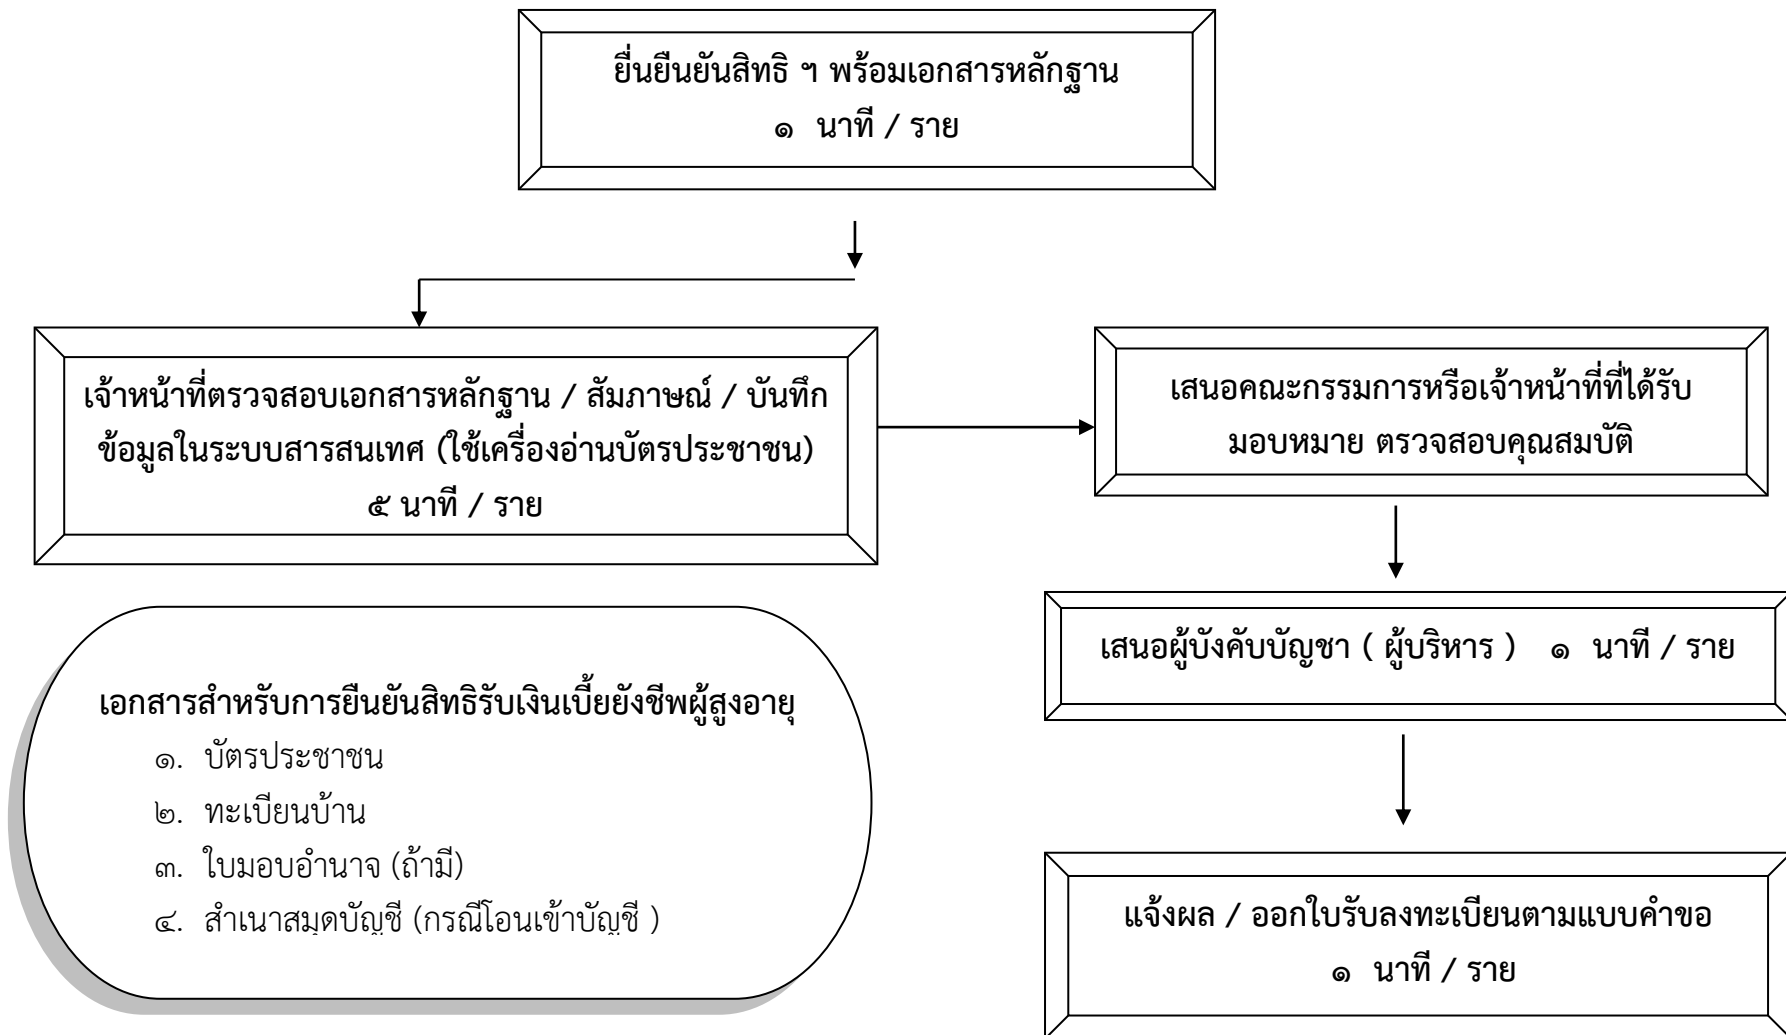 ยื่นยืนยันสิทธิ ฯ พร้อมเอกสารหลักฐาน
๑ นาที / ราย
เจ้าหน้าที่ตรวจสอบเอกสารหลักฐาน / สัมภาษณ์ / บันทึก
ข้อมูลในระบบสารสนเทศ (ใช้เครื่องอ่านบัตรประชาชน)
๕ นาที / ราย
เสนอคณะกรรมการหรือเจ้าหน้าที่ที่ได้รับ
มอบหมาย ตรวจสอบคุณสมบัติ
เสนอผู้บังคับบัญชา ( ผู้บริหาร ) ๑ นาที / ราย
แจ้งผล / ออกใบรับลงทะเบียนตามแบบคำขอ
๑ นาที / ราย
เอกสารสำหรับการยืนยันสิทธิรับเงินเบี้ยยังชีพผู้สูงอายุ
๑. บัตรประชาชน
๒. ทะเบียนบ้าน
๓. ใบมอบอำนาจ (ถ้ามี)
๔. สำเนาสมุดบัญชี (กรณีโอนเข้าบัญชี )